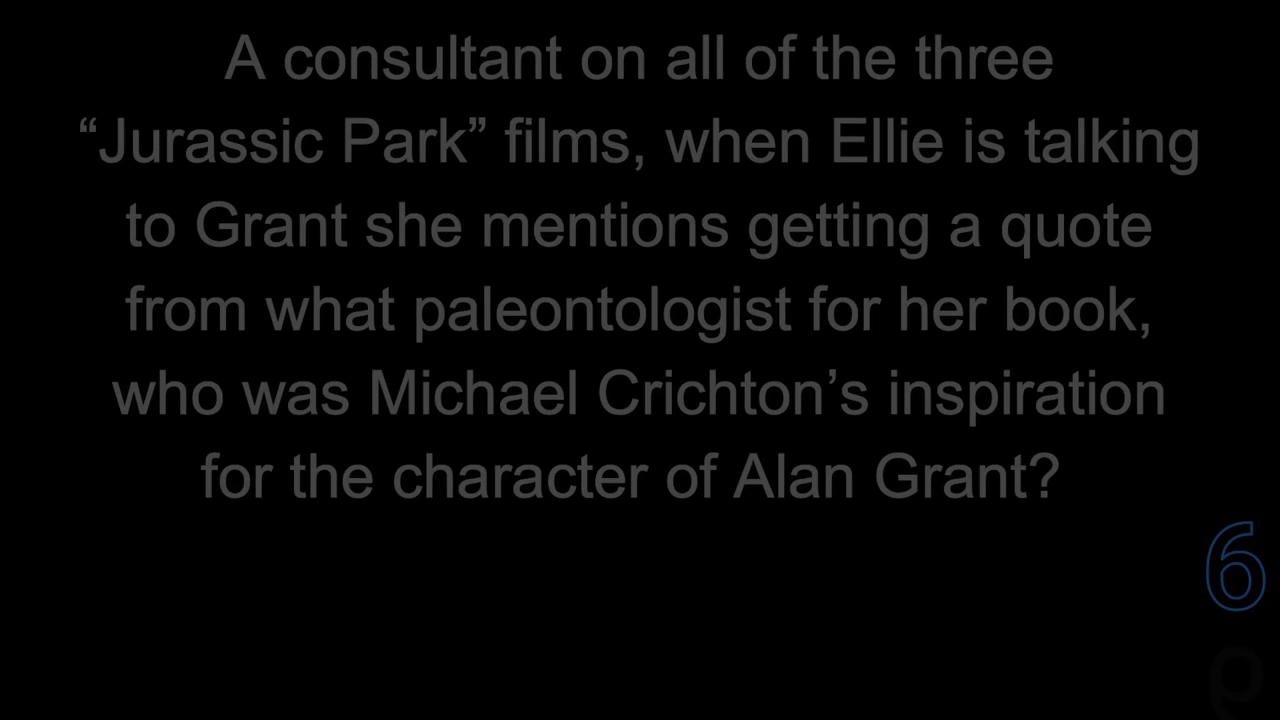 A consultant on all of the three
“Jurassic Park” films, when Ellie is talking
to Grant she mentions getting a quote
from what paleontologist for her book,
who was Michael Crichton’s inspiration
for the character of Alan Grant?
6